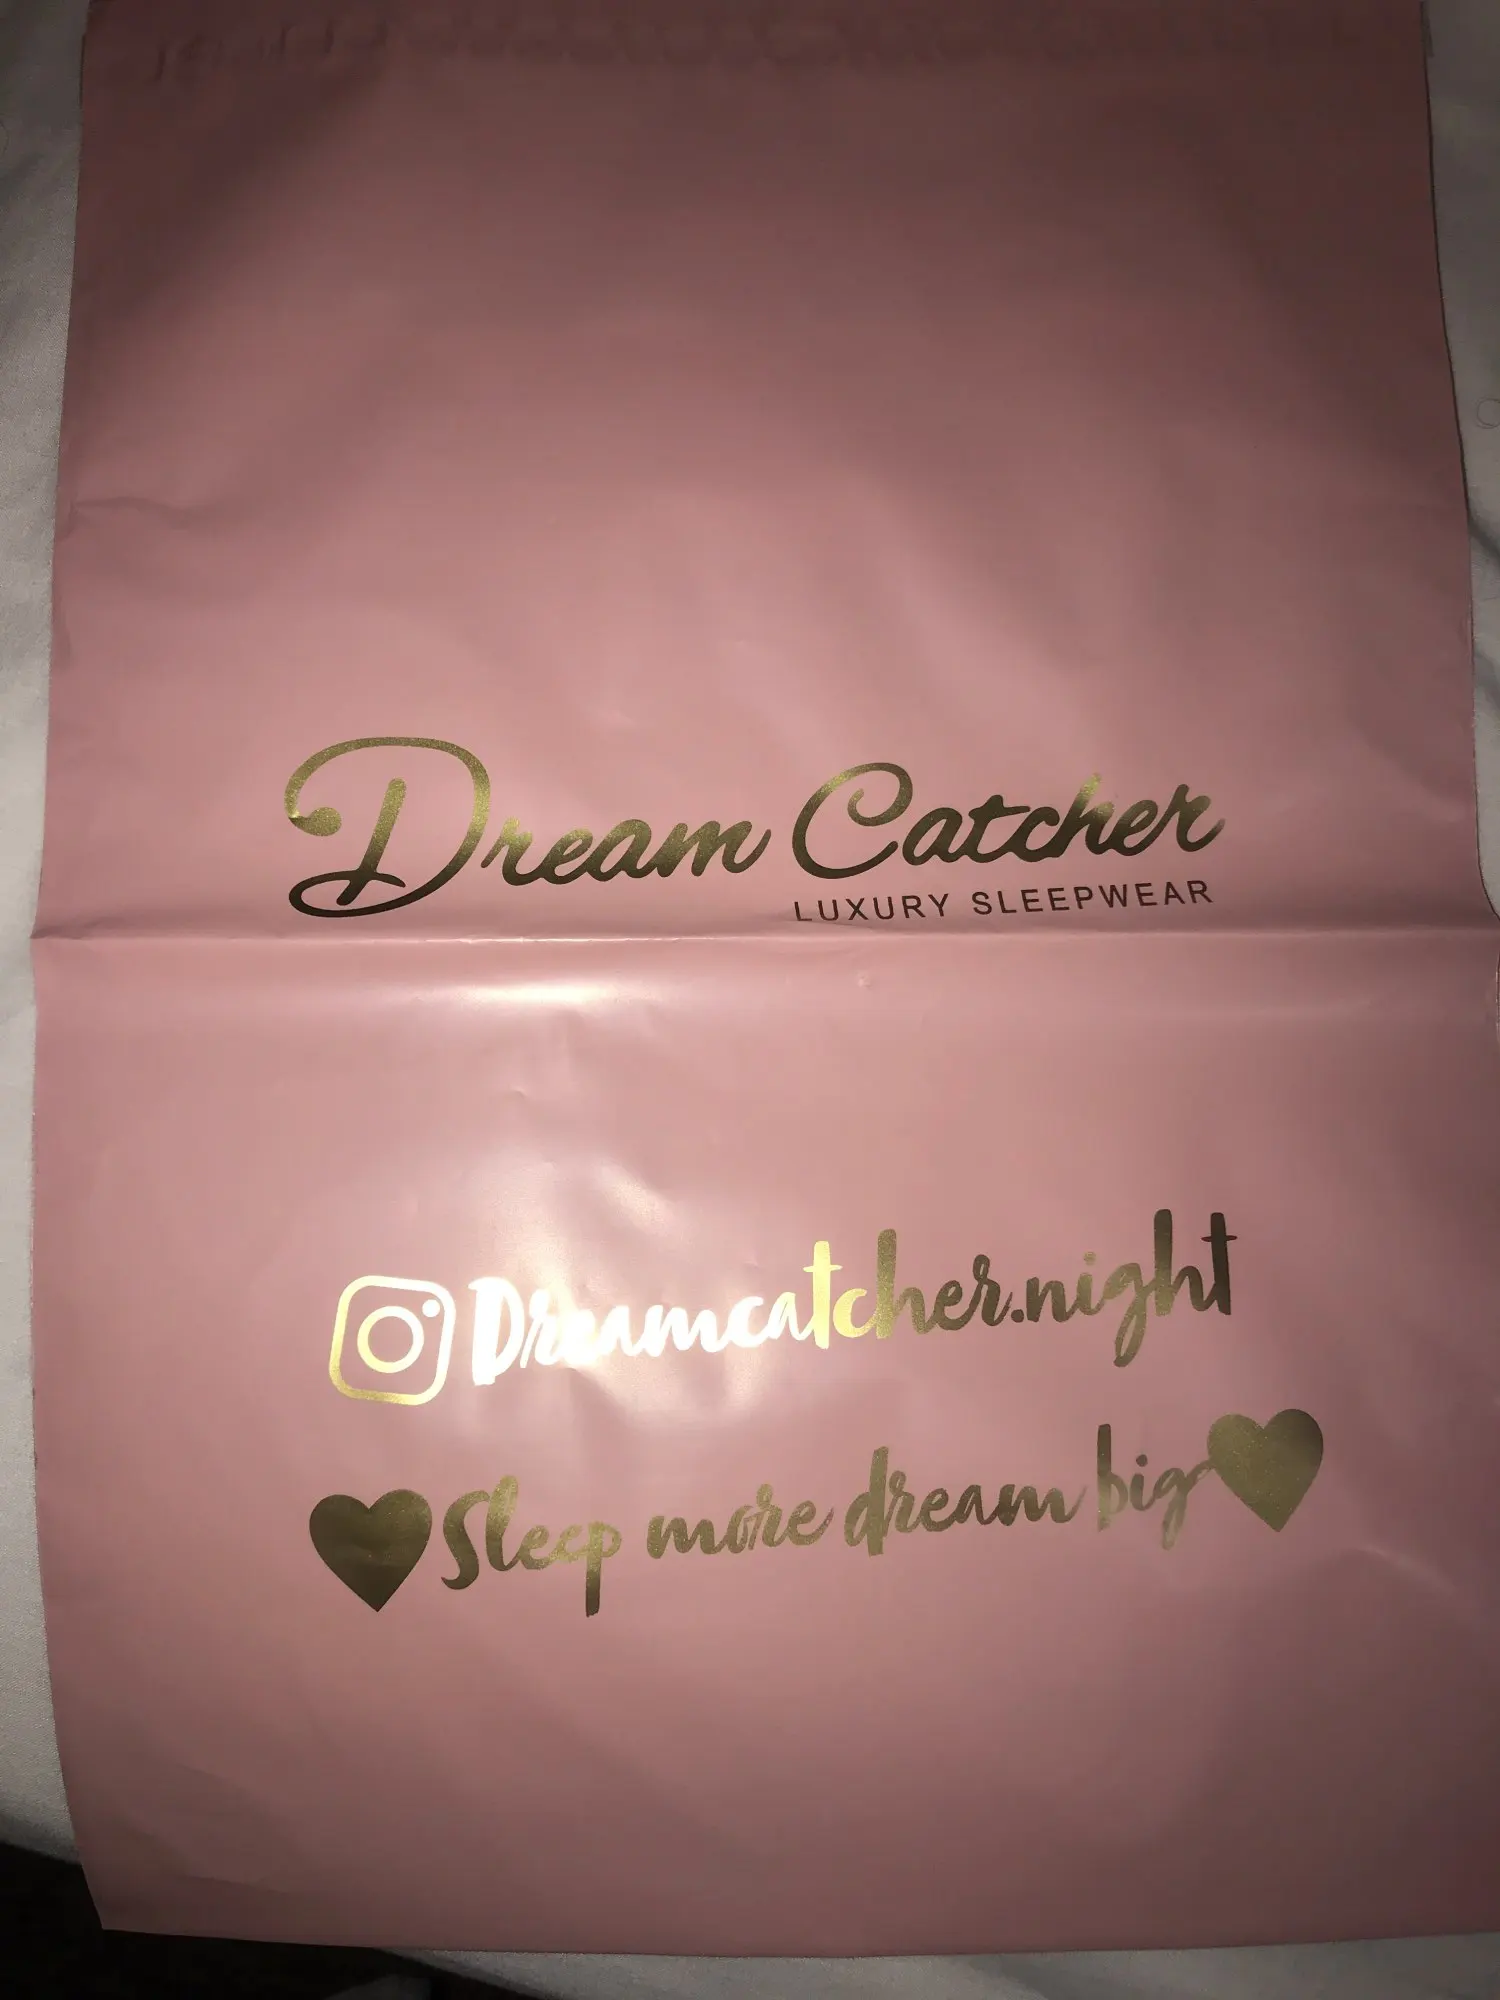 Dream Catcher
LUXURY SLEEPWEAR
Dreamcatcher.night
Sleep more dream big